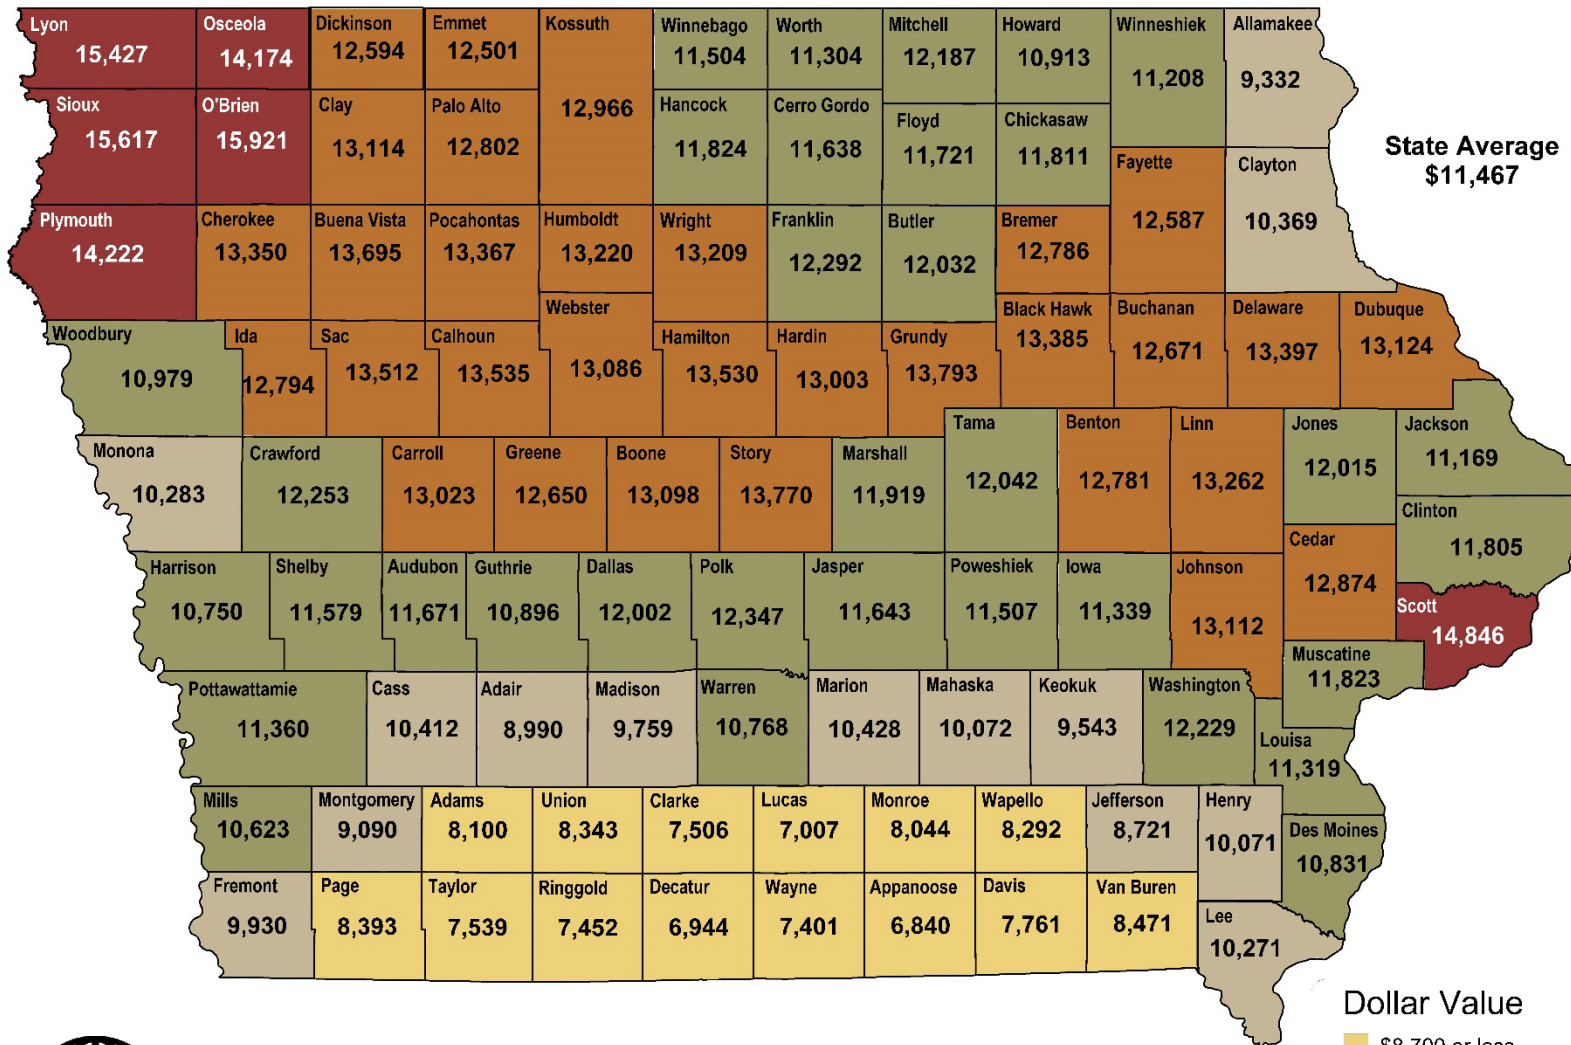 Lyon
15,427
Osceola
14,174
Dickinson
12,594
Emmet
12,501
Kossuth
12,966
Winnebago
11,504
Worth
11,304
Mitchell
12,187
Howard
10,913
Winneshiek
11,208
Allamakee
9,332
Sioux
15,617
O'Brien
15,921
Clay
13,114
Palo Alto
12,802
Hancock
11,824
Cerro Gordo
11,638
Floyd
11,721
Chickasaw
11,811
State Average
$11,467
Fayette
12,587
Clayton
10,369
Plymouth
14,222
Cherokee
13,350
Buena Vista
13,695
Pocahontas
13,367
Humboldt
13,220
Wright
13,209
Franklin
12,292
Butler
12,032
Bremer
12,786
Woodbury
10,979
Ida
12,794
Sac
13,512
Calhoun
13,535
Webster
13,086
Hamilton
13,530
Hardin
13,003
Grundy
13,793
Black Hawk
13,385
Buchanan
12,671
Delaware
13,397
Dubuque
13,124
Monona
10,283
Crawford
12,253
Carroll
13,023
Greene
12,650
Boone
13,098
Story
13,770
Marshall
11,919
Tama
12,042
Benton
12,781
Linn
13,262
Jones
12,015
Jackson
11,169
Clinton
11,805
Harrison
10,750
Shelby
11,579
Audubon
11,671
Guthrie
10,896
Dallas
12,002
Polk
12,347
Jasper
11,643
Poweshiek
11,507
Iowa
11,339
Johnson
13,112
Cedar
12,874
Scott
14,846
Muscatine
11,823
Pottawattamie
11,360
Cass
10,412
Adair
8,990
Madison
9,759
Warren
10,768
Marion
10,428
Mahaska
10,072
Keokuk
9,543
Washington
12,229
Louisa
11,319
Mills
10,623
Montgomery
9,090
Adams
8,100
Union
8,343
Clarke
7,506
Lucas
7,007
Monroe
8,044
Wapello
8,292
Jefferson
8,721
Henry
10,071
Des Moines
10,831
Fremont
9,930
Page
8,393
Taylor
7,539
Ringgold
7,452
Decatur
6,944
Wayne
7,401
Appanoose
6,840
Davis
7,761
Van Buren
8,471
Lee
10,271
Dollar Value
$8,700 or less